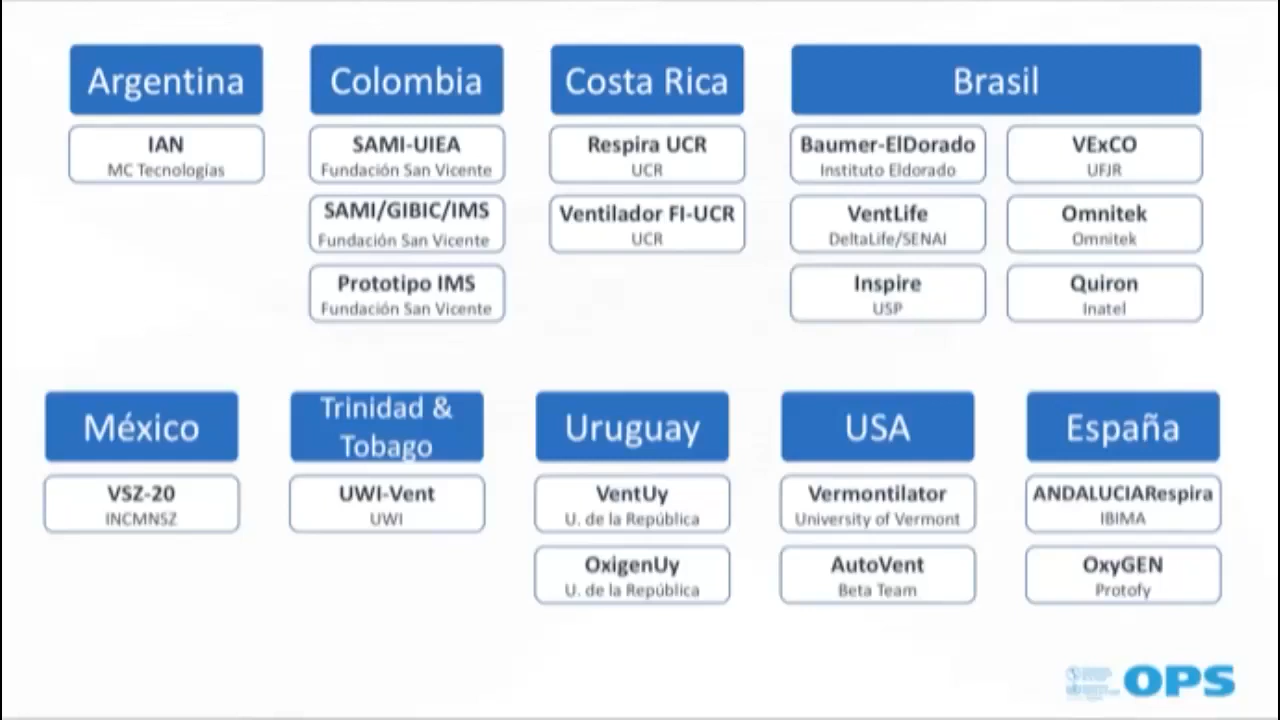 Argentina
IAN
MC Tecnologías
Colombia
SAMI-UIEA
Fundación San Vicente
SAMI/GIBIC/IMS
Fundación San Vicente
Prototipo IMS
Fundación San Vicente
Costa Rica
Respira UCR
UCR
Ventilador FI-UCR
UCR
Brasil
Baumer-ElDorado
Instituto Eldorado
VentLife
DeltaLife/SENAI
Inspire
USP
VExCO
UFJR
Omnitek
Omnitek
Quiron
Inatel
México
VSZ-20
INCMNSZ
Trinidad &
Tobago
UWI-Vent
UWI
Uruguay
VentUy
U. de la República
OxigenUy
U. de la República
USA
Vermontilator
University of Vermont
AutoVent
Beta Team
España
ANDALUCIARespira
IBIMA
OxyGEN
Protofy
OPS